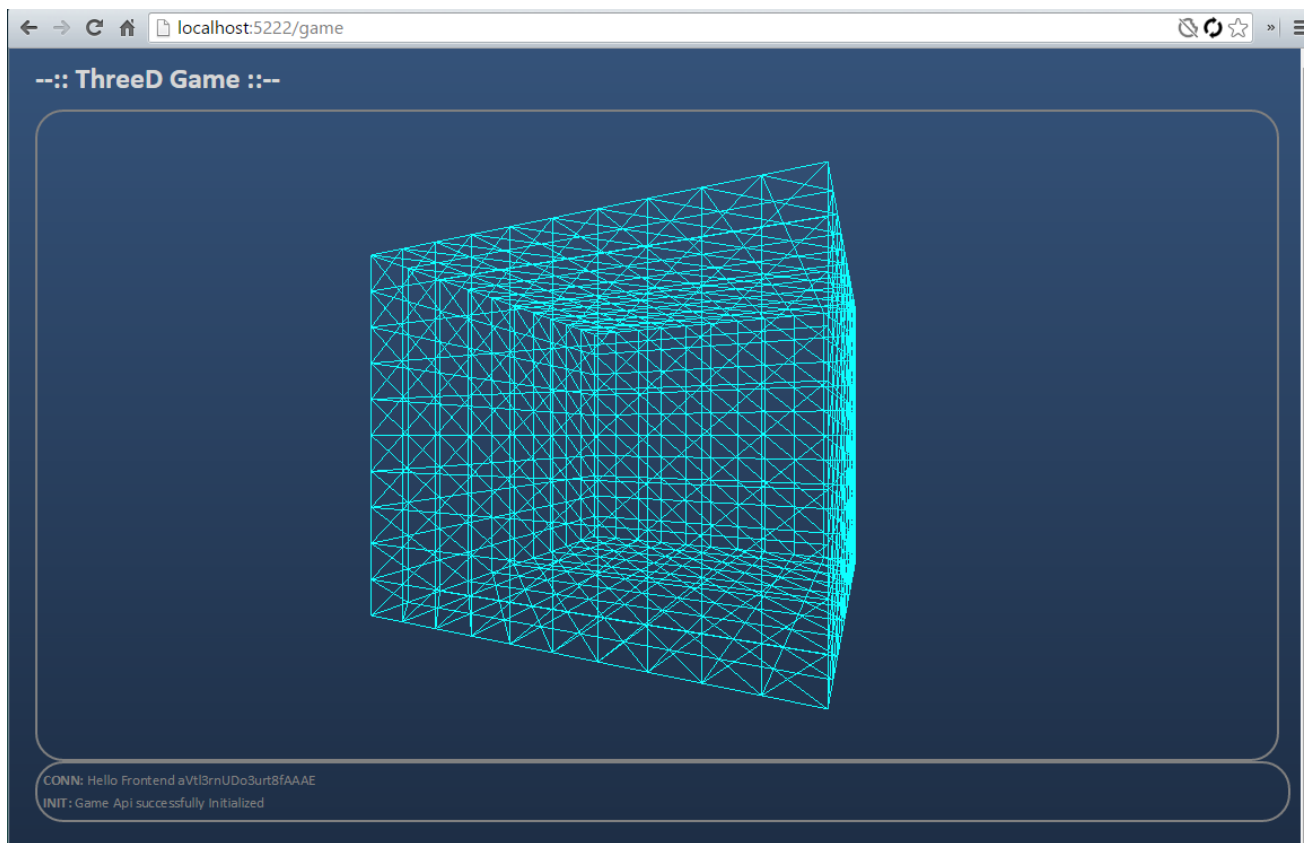 localhost:5222/game
--:: ThreeD Game ::--
CONN: Hello Frontend aVtl3rnUDo3urt8fAAAE
INIT: Game Api successfully Initialized